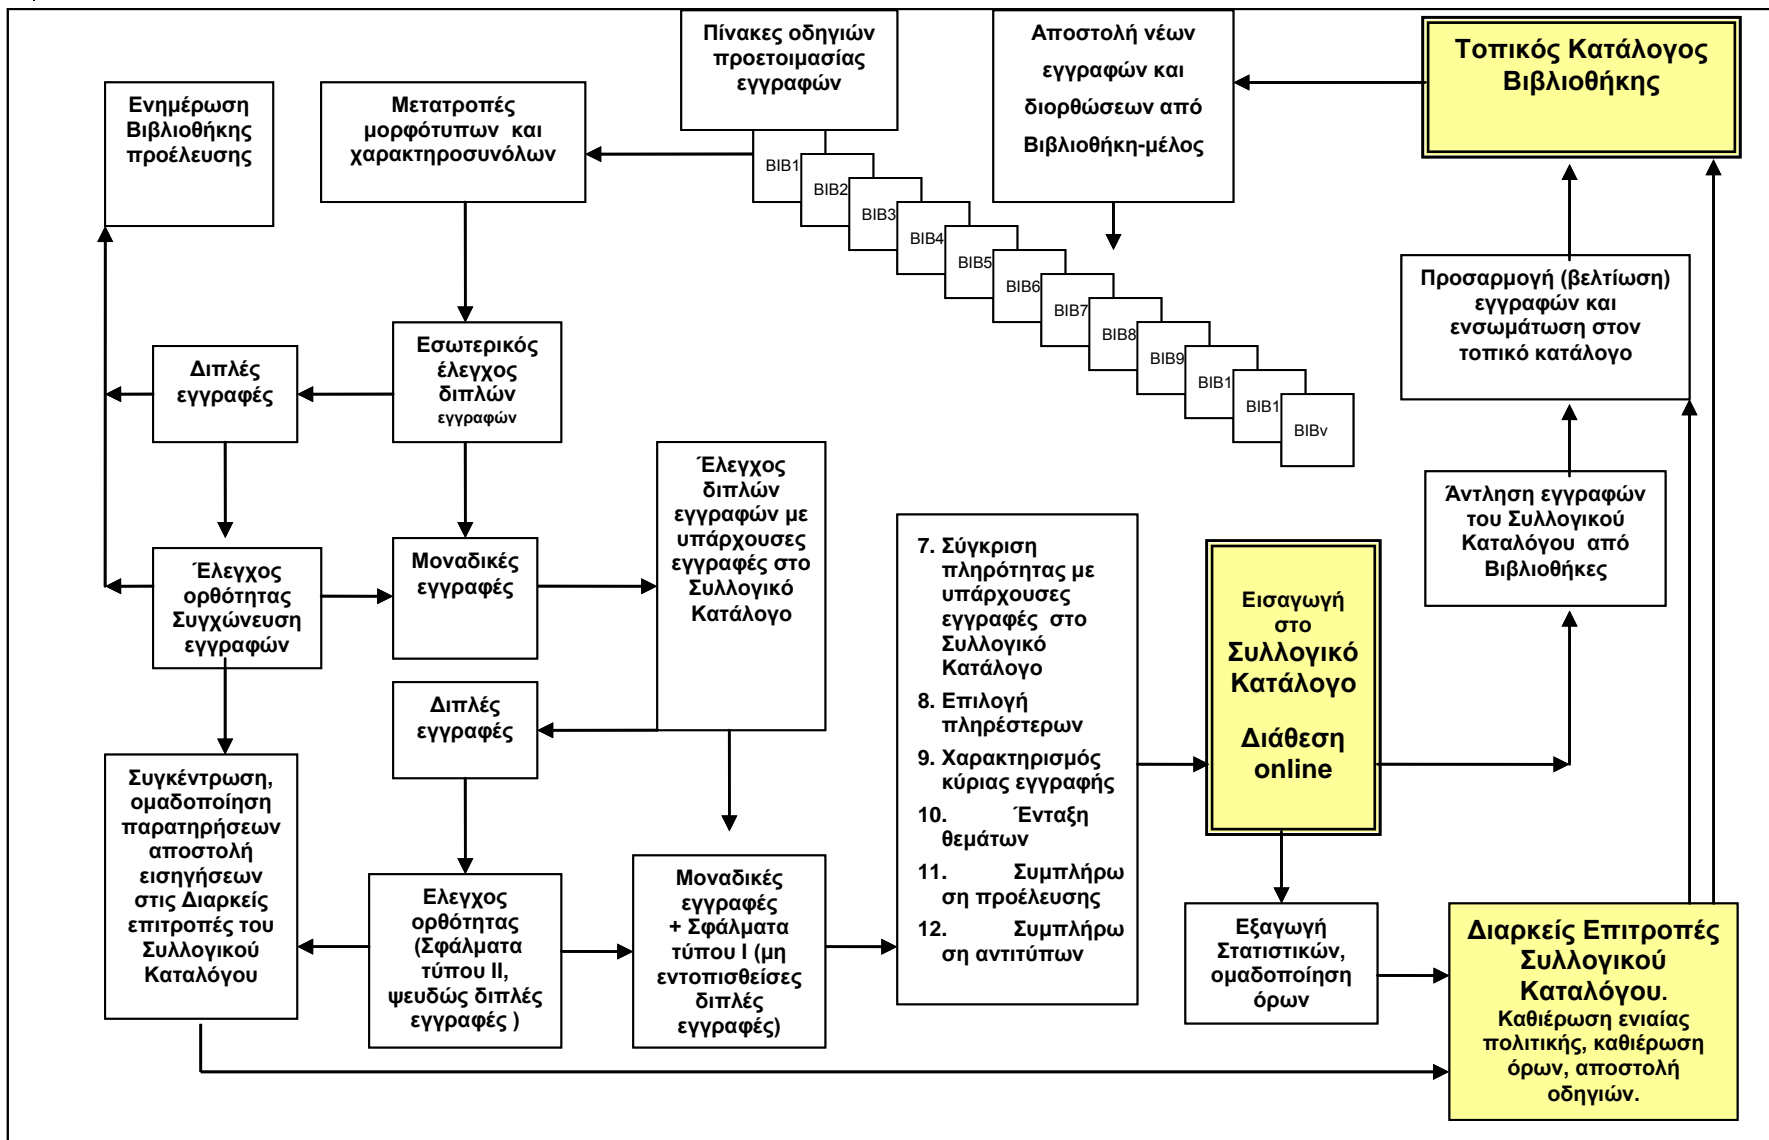 Πίνακες οδηγιών
προετοιμασίας
εγγραφών
Αποστολή νέων
εγγραφών και
διορθώσεων από
Βιβλιοθήκη-μέλος
Τοπικός Κατάλογος
Βιβλιοθήκης
Ενημέρωση
Βιβλιοθήκης
προέλευσης
Μετατροπές
μορφότυπων και
χαρακτηροσυνόλων
BIB1
BIB2
BIB3
BIB4
BIB5
BIB6
BIB7
BIB8
BIB9
BIB1
BIB1
BIBν
Προσαρμογή (βελτίωση)
εγγραφών και
ενσωμάτωση στον
τοπικό κατάλογο
Διπλές
εγγραφές
Εσωτερικός
έλεγχος
διπλών
εγγραφών
Έλεγχος
διπλών
εγγραφών με
υπάρχουσες
εγγραφές στο
Συλλογικό
Κατάλογο
Άντληση εγγραφών
του Συλλογικού
Καταλόγου από
Βιβλιοθήκες
Έλεγχος
ορθότητας
Συγχώνευση
εγγραφών
Μοναδικές
εγγραφές
7. Σύγκριση
πληρότητας με
υπάρχουσες
εγγραφές στο
Συλλογικό
Κατάλογο
8. Επιλογή
πληρέστερων
9. Χαρακτηρισμός
κύριας εγγραφής
10. Ένταξη
θεμάτων
11. Συμπλήρω
ση προέλευσης
12. Συμπλήρω
ση αντιτύπων
Εισαγωγή
στο
Συλλογικό
Κατάλογο
Διάθεση
online
Διπλές
εγγραφές
Συγκέντρωση,
ομαδοποίηση
παρατηρήσεων
αποστολή
εισηγήσεων
στις Διαρκείς
επιτροπές του
Συλλογικού
Καταλόγου
Ελεγχος
ορθότητας
(Σφάλματα
τύπου ΙΙ,
ψευδώς διπλές
εγγραφές )
Μοναδικές
εγγραφές
+ Σφάλματα
τύπου Ι (μη
εντοπισθείσες
διπλές
εγγραφές)
Εξαγωγή
Στατιστικών,
ομαδοποίηση
όρων
Διαρκείς Επιτροπές
Συλλογικού
Καταλόγου.
Καθιέρωση ενιαίας
πολιτικής, καθιέρωση
όρων, αποστολή
οδηγιών.